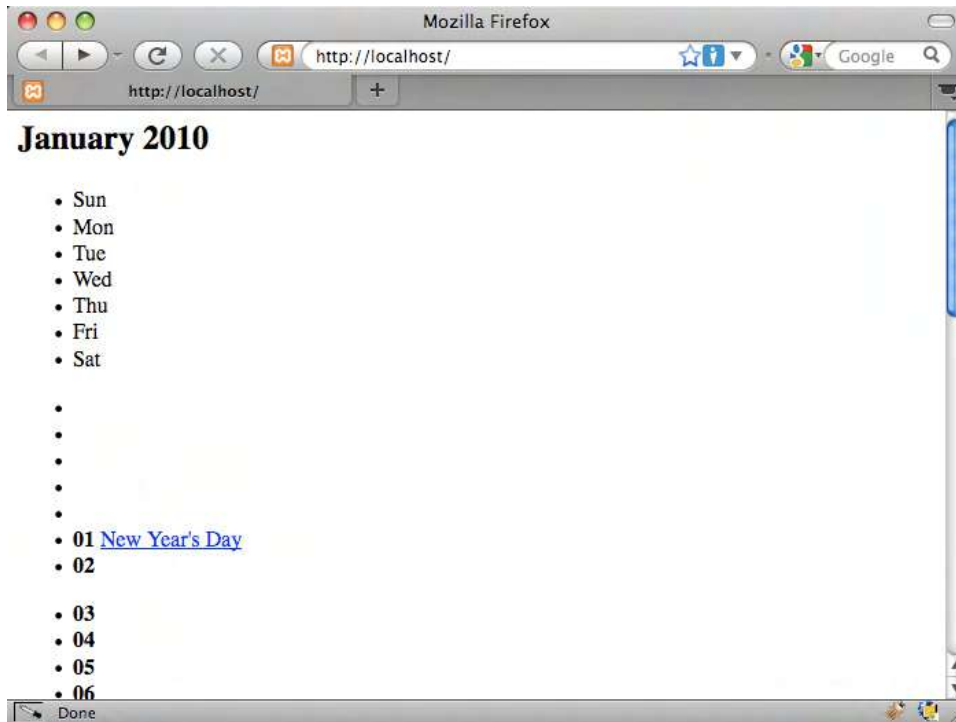 Mozilla Firefox
http://localhost/
Google
http://localhost/
+
January 2010
• Sun
• Mon
• Tue
• Wed
• Thu
• Fri
• Sat
•
•
•
•
•
• 01 New Year's Day
• 02
• 03
• 04
• 05
• 06
Done